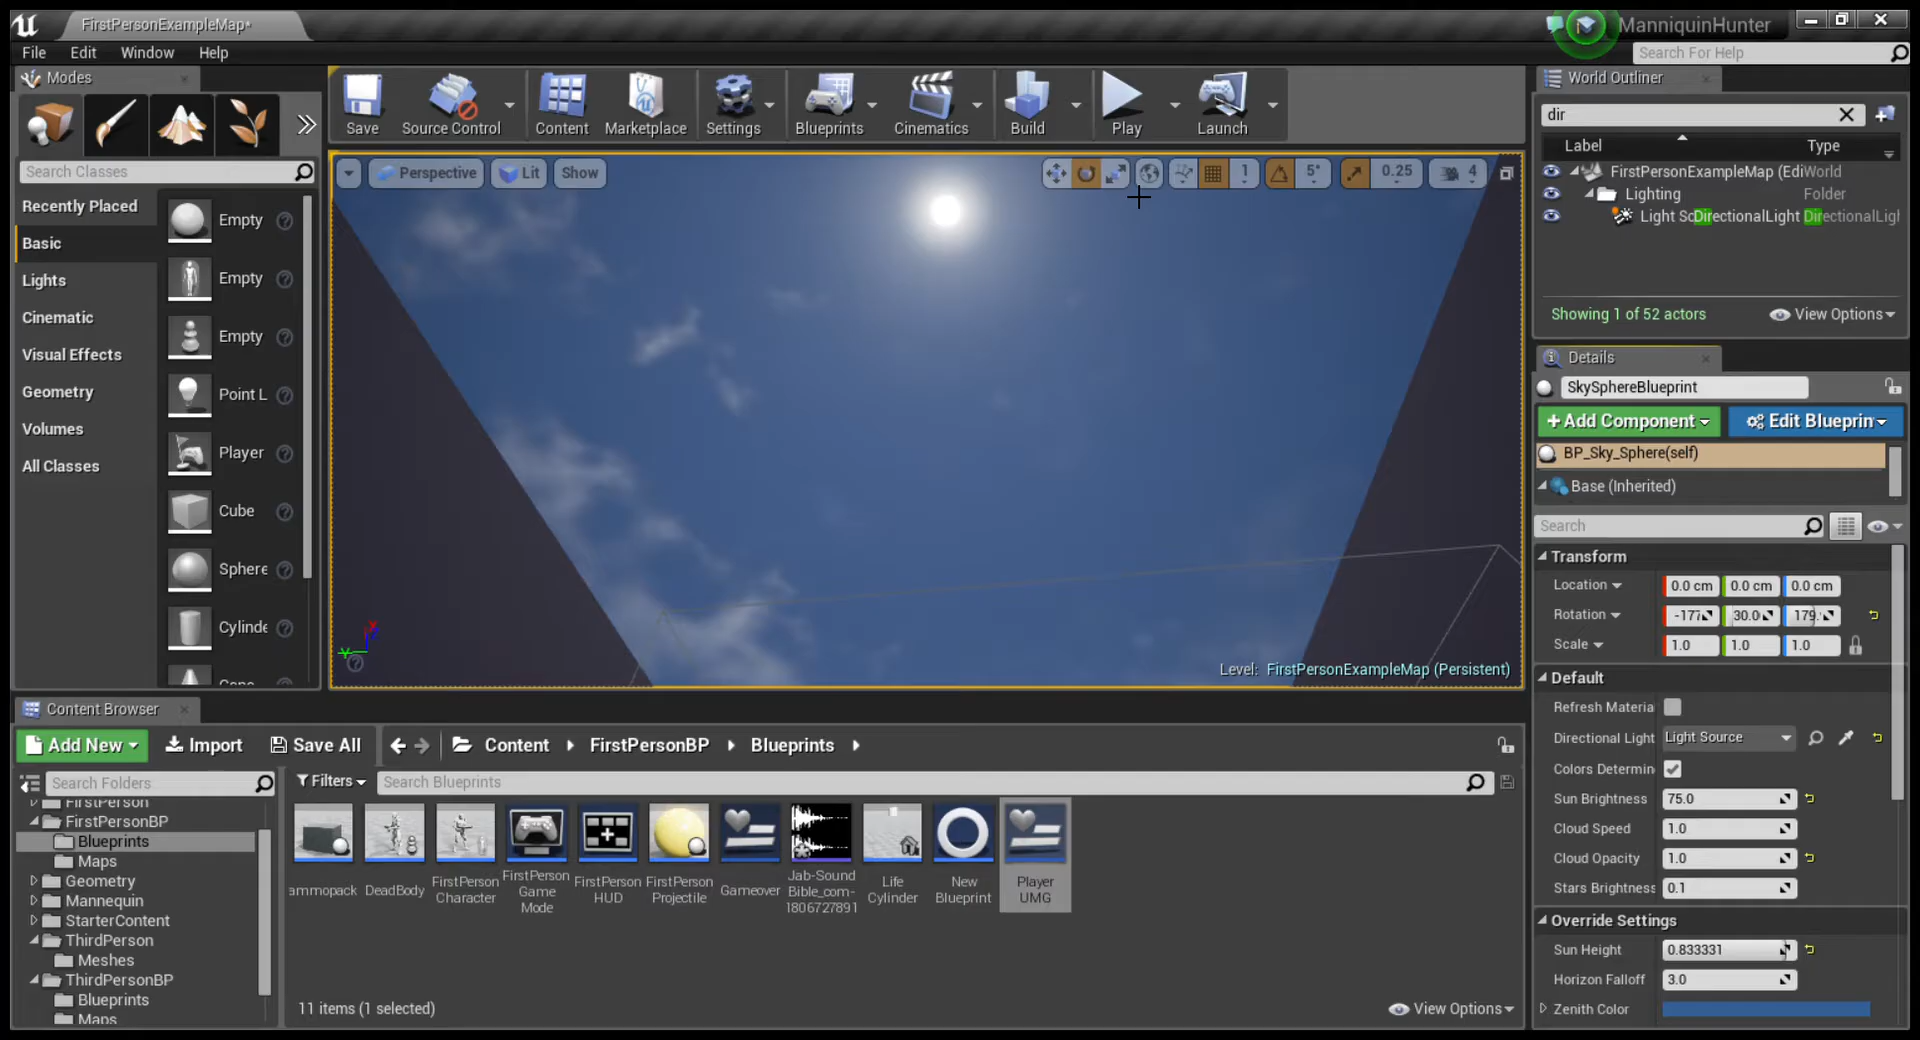 FirstPersonExampleMap*
ManniquinHunter
File Edit Window Help
Search For Help
Modes
Search Classes
Recently Placed
Basic
Lights
Cinematic
Visual Effects
Geometry
Volumes
All Classes
Empty
Empty
Empty
Point L
Player
Cube
Sphere
Cylinde
Save
Source Control
Content
Marketplace
Settings
Blueprints
Cinematics
Build
Play
Launch
Perspective
Lit
Show
1
5°
0.25
4
Level: FirstPersonExampleMap (Persistent)
World Outliner
dir
Label Type
FirstPersonExampleMap (Edi World
Lighting Folder
Light Sc DirectionalLight DirectionalLigh
Showing 1 of 52 actors
View Options
Details
SkySphereBlueprint
+Add Component
Edit Blueprin
BP_Sky_Sphere(self)
Base (Inherited)
Search
Transform
Location 0.0 cm 0.0 cm 0.0 cm
Rotation -177 30.0 179.
Scale 1.0 1.0 1.0
Default
Refresh Materia
Directional Light Light Source
Colors Determin
Sun Brightness 75.0
Cloud Speed 1.0
Cloud Opacity 1.0
Stars Brightness 0.1
Override Settings
Sun Height 0.833331
Horizon Falloff 3.0
Zenith Color
Content Browser
Add New
Import
Save All
Content
FirstPersonBP
Blueprints
Search Folders
FirstPerson
FirstPersonBP
Blueprints
Maps
Geometry
Mannequin
StarterContent
ThirdPerson
Meshes
ThirdPersonBP
Blueprints
Maps
Filters
Search Blueprints
ammopack
DeadBody
FirstPerson
Character
FirstPerson
Game
Mode
FirstPerson
HUD
FirstPerson
Projectile
Gameover
Jab-Sound
Bible_com-
1806727891
Life
Cylinder
New
Blueprint
Player
UMG
11 items (1 selected)
View Options